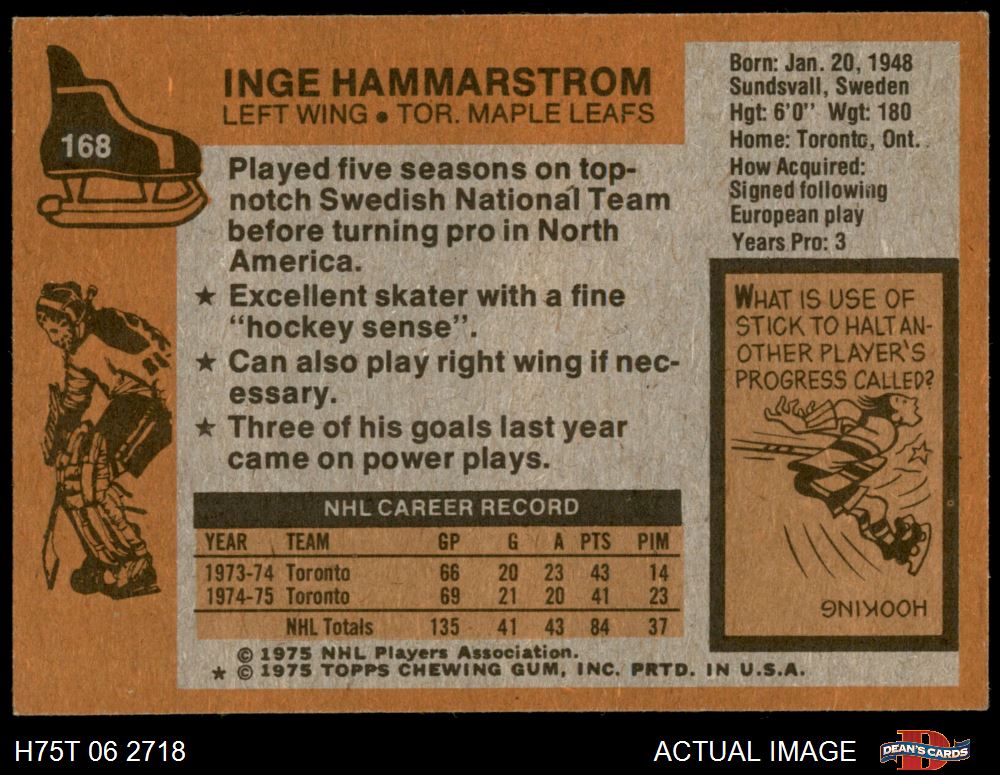 168
INGE HAMMARSTROM
LEFT WING • TOR. MAPLE LEAFS
Born: Jan. 20, 1948
Sundsvall, Sweden
Hgt: 6'0" Wgt: 180
Home: Toronto, Ont.
How Acquired:
Signed following
European play
Years Pro: 3
Played five seasons on top-
notch Swedish National Team
before turning pro in North
America.
★ Excellent skater with a fine
"hockey sense".
★ Can also play right wing if nec-
essary.
★ Three of his goals last year
came on power plays.
WHAT IS USE OF
STICK TO HALT AN-
OTHER PLAYER'S
PROGRESS CALLED?
HOOKING
NHL CAREER RECORD
YEAR TEAM GP G A PTS PIM
1973-74 Toronto 66 20 23 43 14
1974-75 Toronto 69 21 20 41 23
NHL Totals 135 41 43 84 37
© 1975 NHL Players Association.
★ © 1975 TOPPS CHEWING GUM, INC. PRTD. IN U.S.A.
H75T 06 2718
ACTUAL IMAGE
D
DEAN'S CARDS